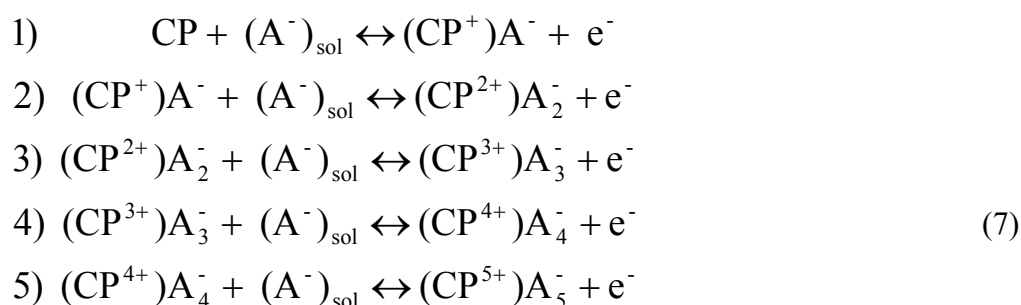 1) CP + (A⁻)ₛₒₗ ↔ (CP⁺)A⁻ + e⁻
2) (CP⁺)A⁻ + (A⁻)ₛₒₗ ↔ (CP²⁺)A₂⁻ + e⁻
3) (CP²⁺)A₂⁻ + (A⁻)ₛₒₗ ↔ (CP³⁺)A₃⁻ + e⁻
4) (CP³⁺)A₃⁻ + (A⁻)ₛₒₗ ↔ (CP⁴⁺)A₄⁻ + e⁻ (7)
5) (CP⁴⁺)A₄⁻ + (A⁻)ₛₒₗ ↔ (CP⁵⁺)A₅⁻ + e⁻